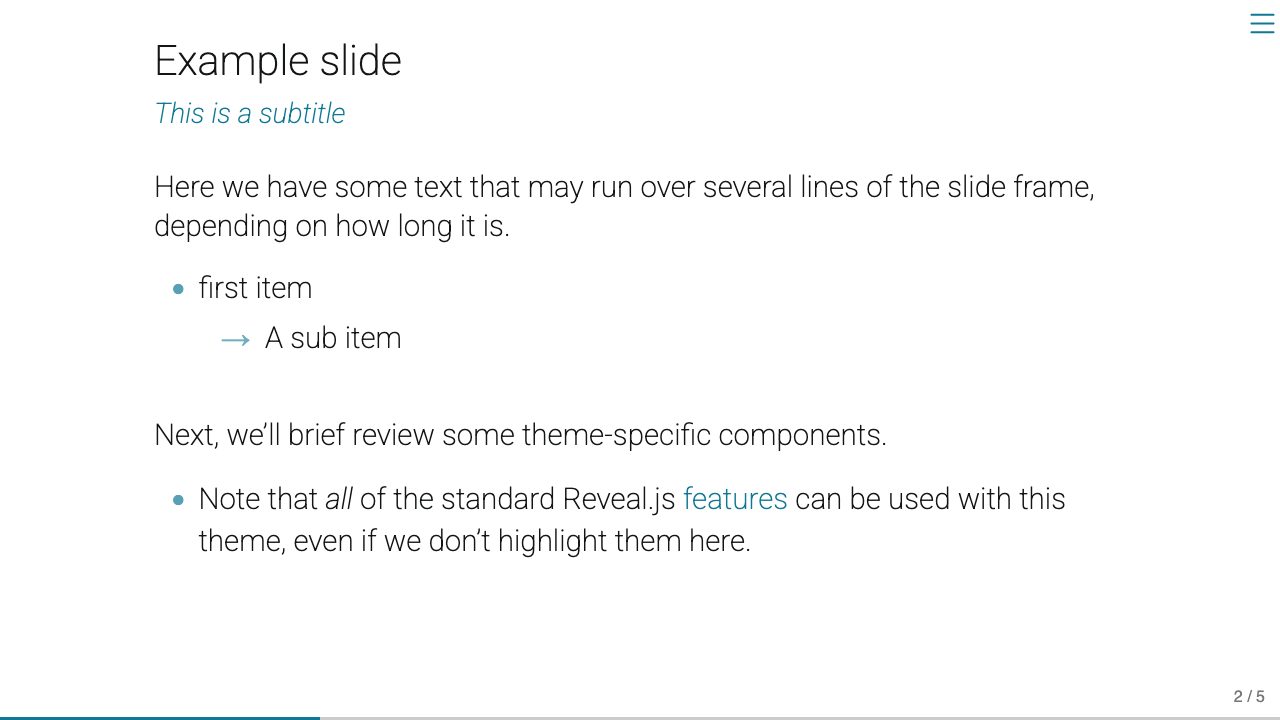 Example slide
This is a subtitle
Here we have some text that may run over several lines of the slide frame,
depending on how long it is.
• first item
→ A sub item
Next, we’ll brief review some theme-specific components.
• Note that all of the standard Reveal.js features can be used with this
theme, even if we don’t highlight them here.
2 / 5